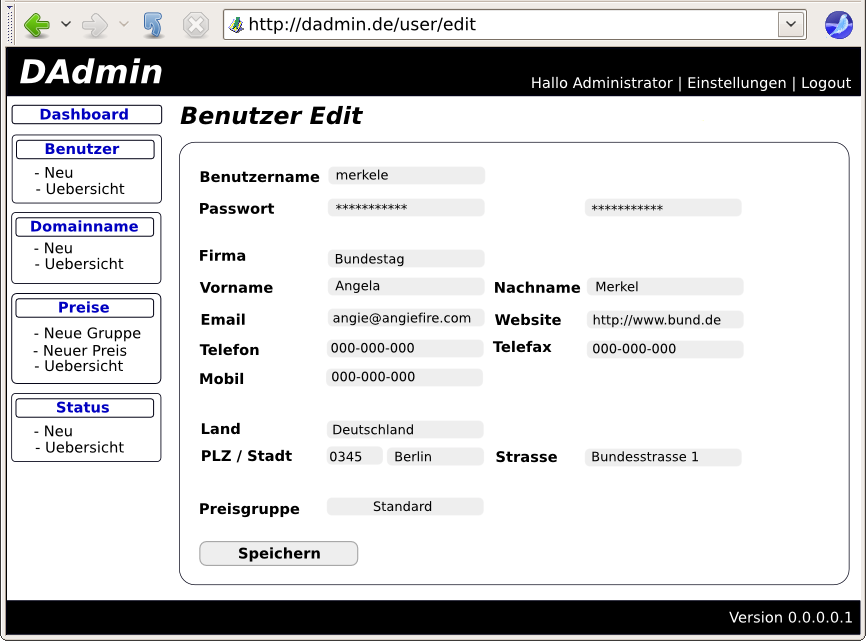 http://dadmin.de/user/edit
DAdmin
Hallo Administrator | Einstellungen | Logout
Dashboard
Benutzer
- Neu
- Uebersicht
Domainname
- Neu
- Uebersicht
Preise
- Neue Gruppe
- Neuer Preis
- Uebersicht
Status
- Neu
- Uebersicht
Benutzer Edit
Benutzername merkele
Passwort *********** ***********
Firma Bundestag
Vorname Angela Nachname Merkel
Email angie@angiefire.com Website http://www.bund.de
Telefon 000-000-000 Telefax 000-000-000
Mobil 000-000-000
Land Deutschland
PLZ / Stadt 0345 Berlin Strasse Bundesstrasse 1
Preisgruppe Standard
Speichern
Version 0.0.0.0.1